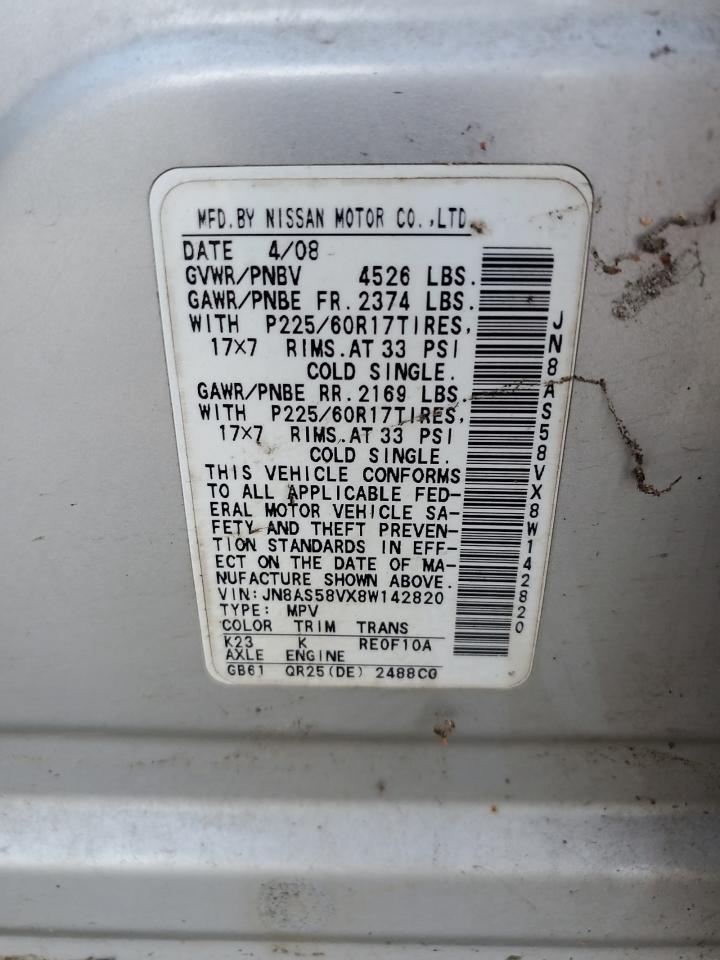 MFD.BY NISSAN MOTOR CO.,LTD.
DATE 4/08
GVWR/PNBV 4526 LBS.
GAWR/PNBE FR.2374 LBS.
WITH P225/60R17TIRES,
17×7 RIMS.AT 33 PSI
COLD SINGLE.
GAWR/PNBE RR.2169 LBS.
WITH P225/60R17TIRES,
17×7 RIMS.AT 33 PSI
COLD SINGLE.
THIS VEHICLE CONFORMS
TO ALL APPLICABLE FED-
ERAL MOTOR VEHICLE SA-
FETY AND THEFT PREVEN-
TION STANDARDS IN EFF-
ECT ON THE DATE OF MA-
NUFACTURE SHOWN ABOVE.
VIN:JN8AS58VX8W142820
TYPE: MPV
COLOR TRIM TRANS
K23 K RE0F10A
AXLE ENGINE
GB61 QR25(DE) 2488CC
JN8AS58VX8W142820